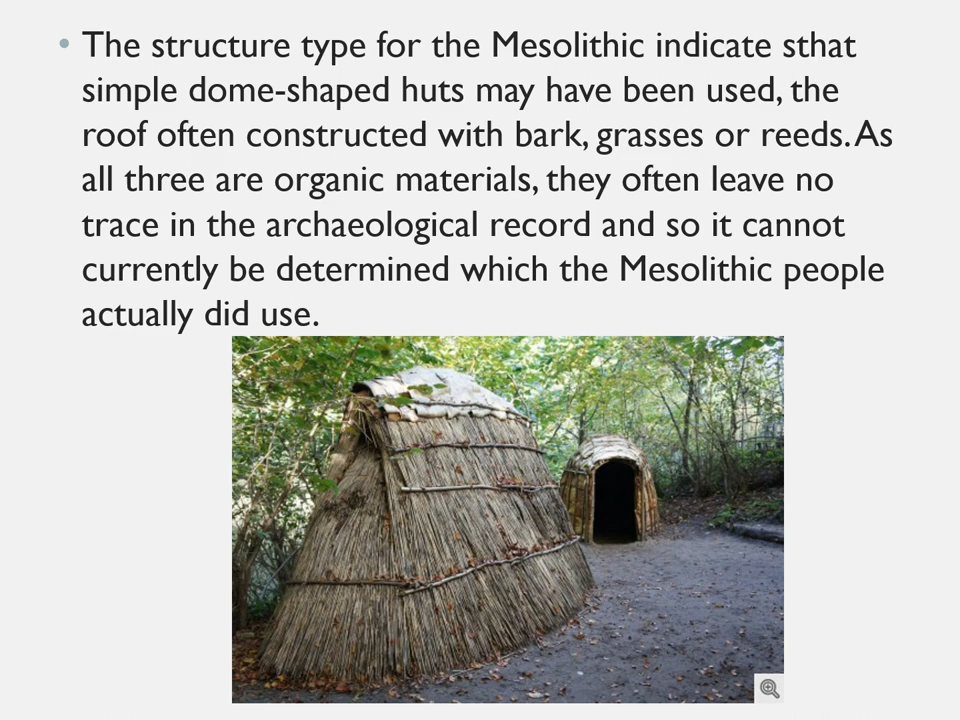 • The structure type for the Mesolithic indicate sthat
simple dome-shaped huts may have been used, the
roof often constructed with bark, grasses or reeds. As
all three are organic materials, they often leave no
trace in the archaeological record and so it cannot
currently be determined which the Mesolithic people
actually did use.